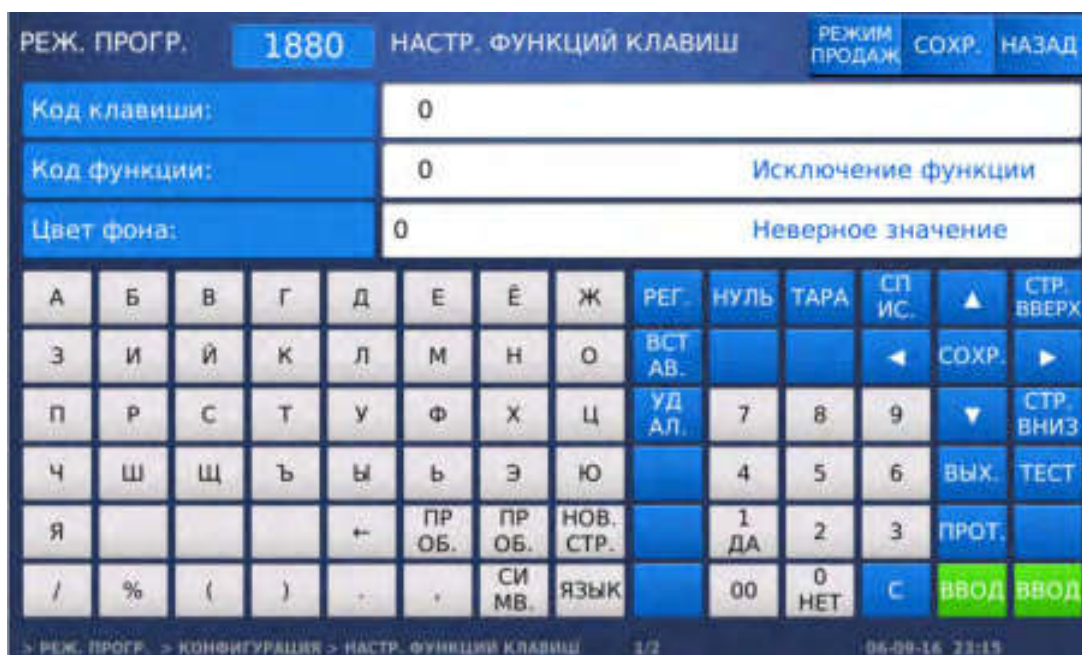 РЕЖ. ПРОГР. 1880 НАСТР. ФУНКЦИЙ КЛАВИШ РЕЖИМ ПРОДАЖ СОХР. НАЗАД
Код клавиши: 0
Код функции: 0 Исключение функции
Цвет фона: 0 Неверное значение
А Б В Г Д Е Ё Ж РЕГ. НУЛЬ ТАРА СП ИС. ▲ СТР. ВВЕРХ
З И Й К Л М Н О ВСТ АВ. ◄ СОХР. ►
П Р С Т У Ф Х Ц УД АЛ. 7 8 9 ▼ СТР. ВНИЗ
Ч Ш Щ Ъ Ы Ь Э Ю 4 5 6 ВЫХ. ТЕСТ
Я ← ПР ОБ. ПР ОБ. НОВ. СТР. 1 ДА 2 3 ПРОТ.
/ % ( ) . , СИ МВ. ЯЗЫК 00 0 НЕТ С ВВОД ВВОД
> РЕЖ. ПРОГР. > КОНФИГУРАЦИЯ > НАСТР. ФУНКЦИЙ КЛАВИШ 1/2 06-09-16 23:15